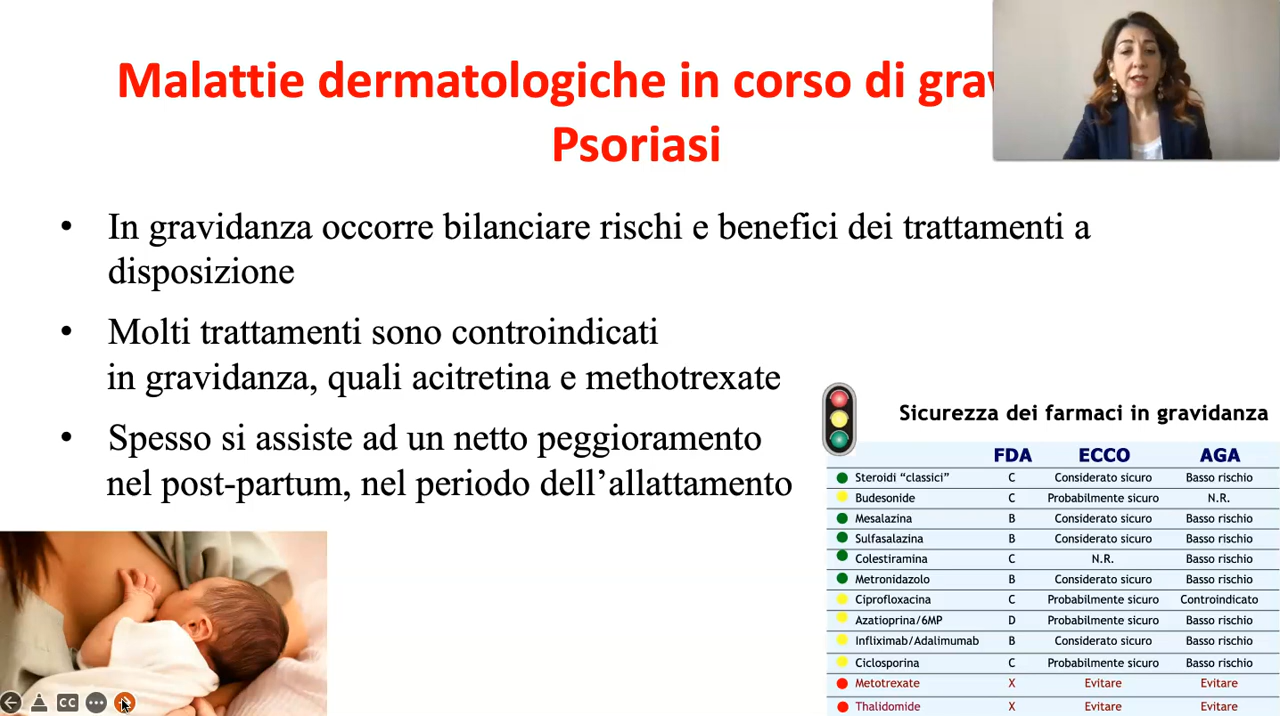 Malattie dermatologiche in corso di
Psoriasi
• In gravidanza occorre bilanciare rischi e benefici dei trattamenti a
disposizione
• Molti trattamenti sono controindicati
in gravidanza, quali acitretina e methotrexate
• Spesso si assiste ad un netto peggioramento
nel post-partum, nel periodo dell’allattamento
Sicurezza dei farmaci in gravidanza
FDA ECCO AGA
Steroidi “classici” C Considerato sicuro Basso rischio
Budesonide C Probabilmente sicuro N.R.
Mesalazina B Considerato sicuro Basso rischio
Sulfasalazina B Considerato sicuro Basso rischio
Colestiramina C N.R. Basso rischio
Metronidazolo B Considerato sicuro Basso rischio
Ciprofloxacina C Probabilmente sicuro Controindicato
Azatioprina/6MP D Probabilmente sicuro Basso rischio
Infliximab/Adalimumab B Considerato sicuro Basso rischio
Ciclosporina C Probabilmente sicuro Basso rischio
Metotrexate X Evitare Evitare
Thalidomide X Evitare Evitare
CC